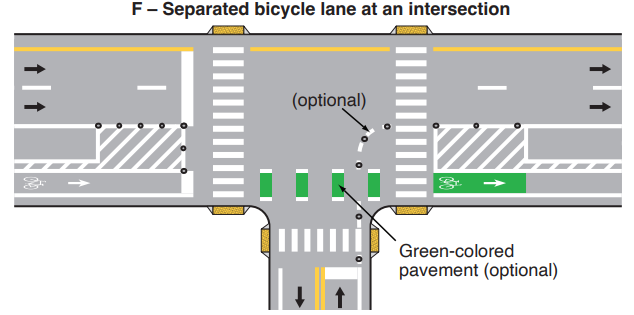 F – Separated bicycle lane at an intersection
(optional)
Green-colored
pavement (optional)